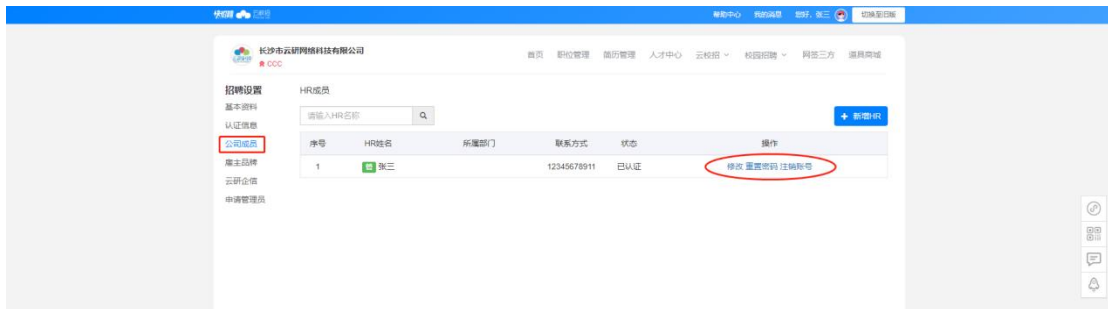 帮助中心 我的消息 您好, 张三 切换至旧版
长沙市云研网络科技有限公司
CCC
首页 职位管理 简历管理 人才中心 云校招 校园招聘 网签三方 道具商城
招聘设置
HR成员
基本资料
请输入HR名称
+ 新增HR
认证信息
公司成员
序号 HR姓名 所属部门 联系方式 状态 操作
雇主品牌
1 张三 12345678911 已认证 修改 重置密码 注销账号
云研企信
申请管理员